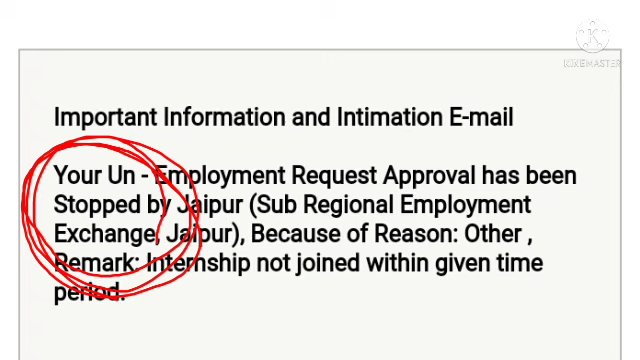 KINEMASTER
Important Information and Intimation E-mail
Your Un - Employment Request Approval has been
Stopped by Jaipur (Sub Regional Employment
Exchange, Jaipur), Because of Reason: Other ,
Remark: Internship not joined within given time
period.